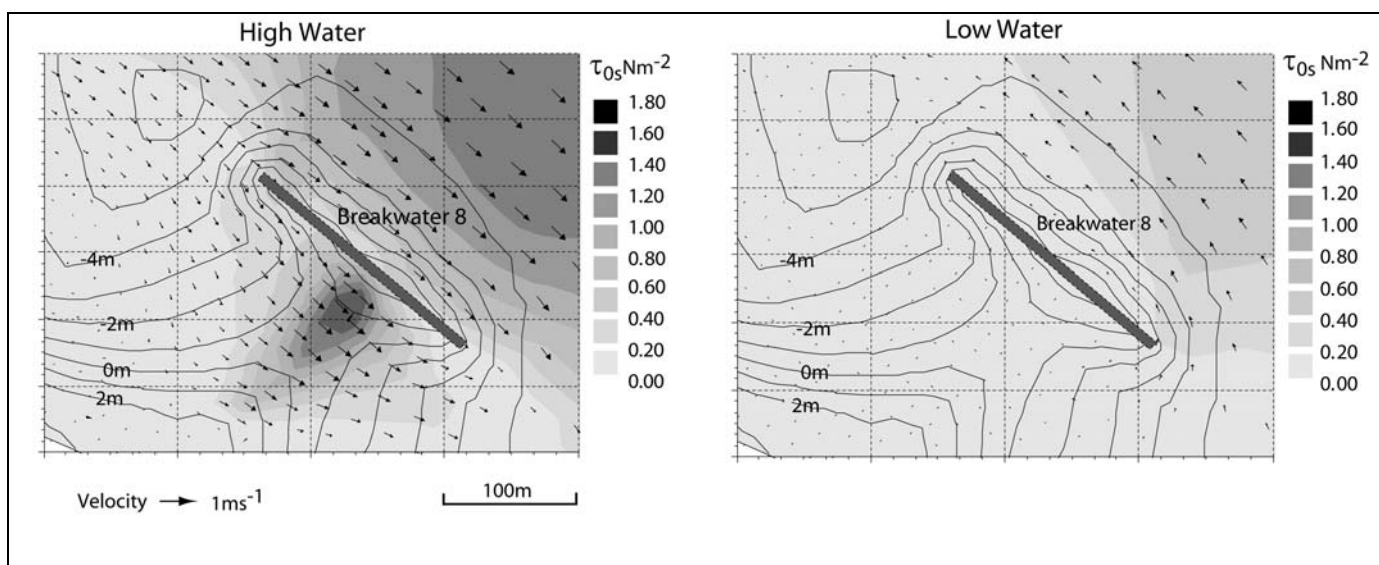 High Water
τ0s Nm-2
1.80
1.60
1.40
1.20
1.00
0.80
0.60
0.40
0.20
0.00
Breakwater 8
-4m
-2m
0m
2m
Velocity
1ms-1
100m
Low Water
τ0s Nm-2
1.80
1.60
1.40
1.20
1.00
0.80
0.60
0.40
0.20
0.00
Breakwater 8
-4m
-2m
0m
2m